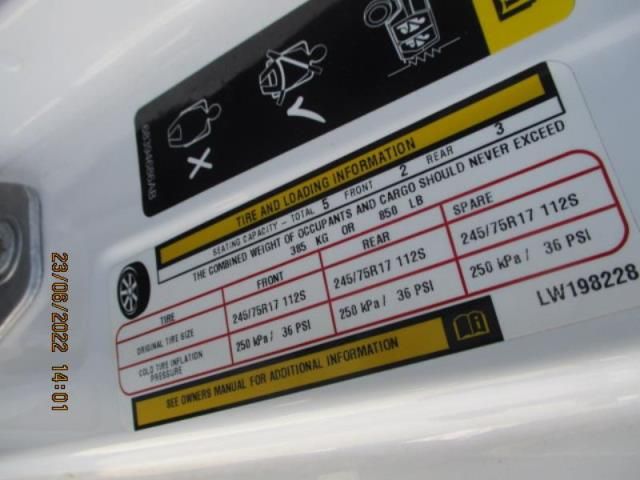 68394086AB
TIRE AND LOADING INFORMATION
SEATING CAPACITY - TOTAL 5 FRONT 2 REAR 3
THE COMBINED WEIGHT OF OCCUPANTS AND CARGO SHOULD NEVER EXCEED
385 KG OR 850 LB
TIRE FRONT REAR SPARE
ORIGINAL TIRE SIZE 245/75R17 112S 245/75R17 112S 245/75R17 112S
COLD TIRE INFLATION PRESSURE 250 kPa / 36 PSI 250 kPa / 36 PSI 250 kPa / 36 PSI
SEE OWNERS MANUAL FOR ADDITIONAL INFORMATION
LW198228
23/06/2022 14:01